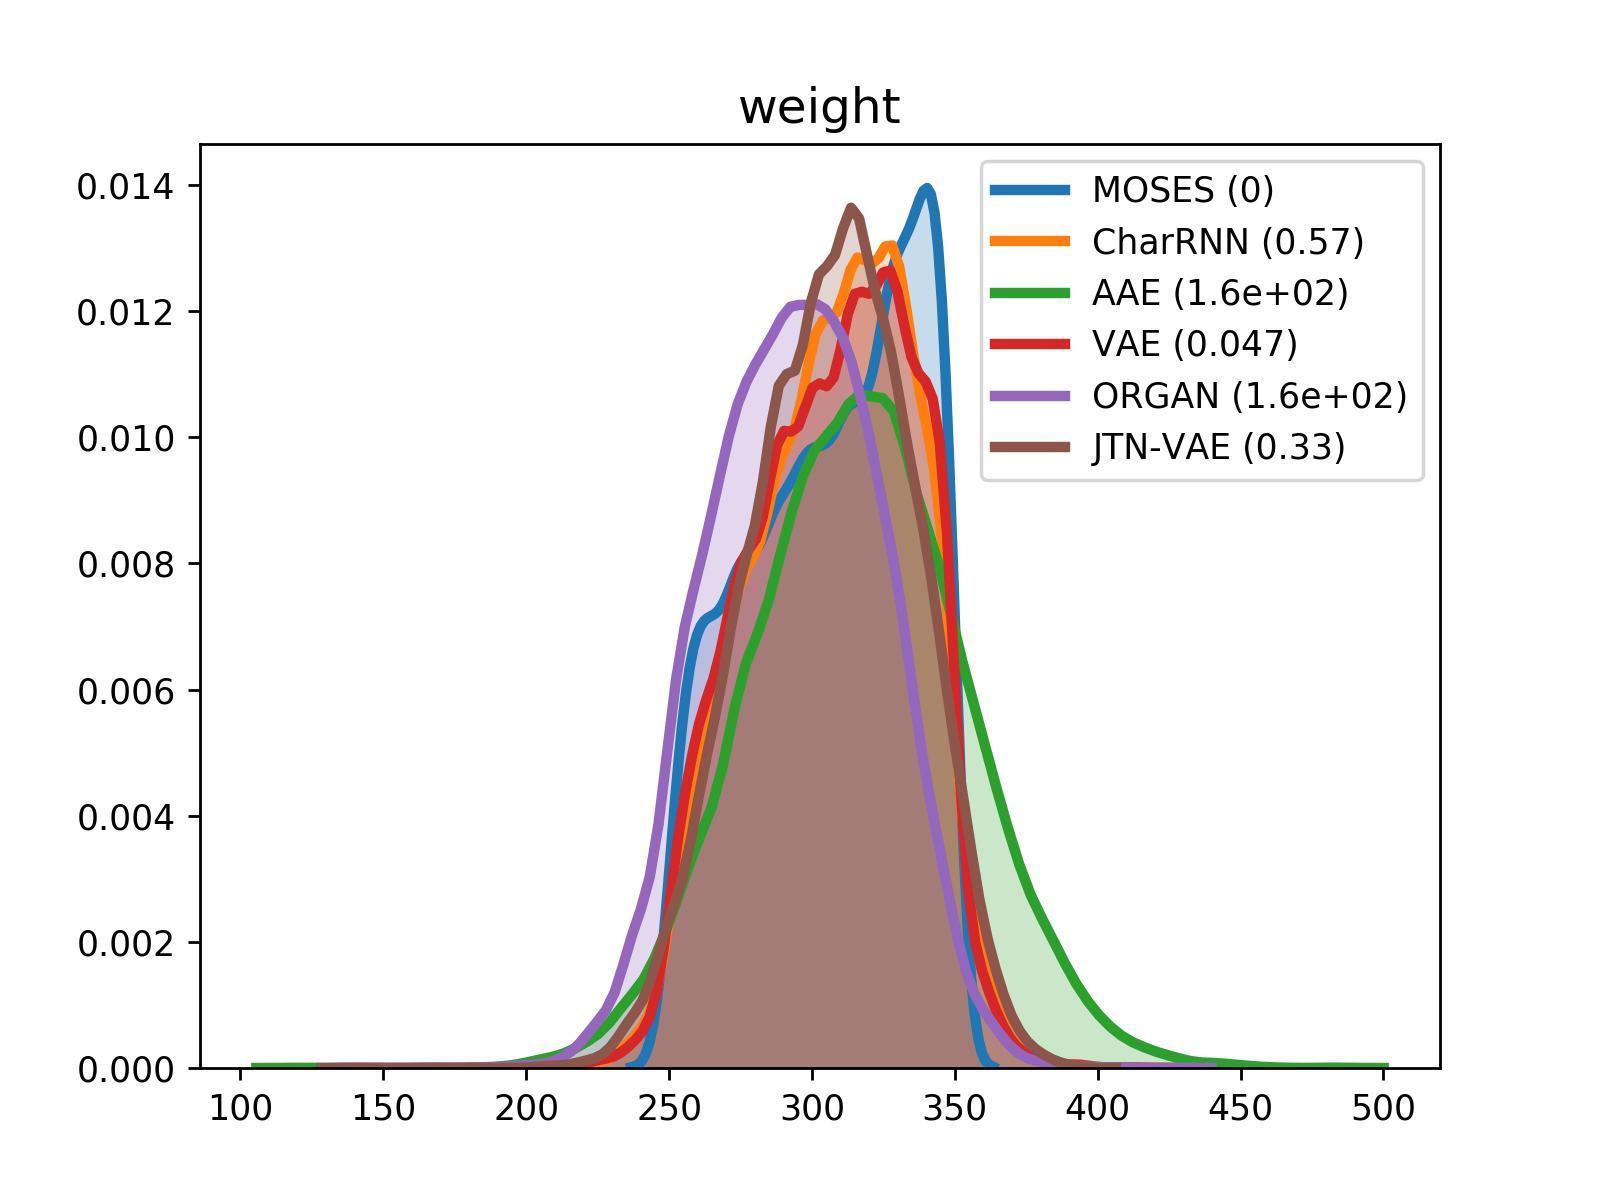 weight
0.014
0.012
0.010
0.008
0.006
0.004
0.002
0.000
100 150 200 250 300 350 400 450 500
MOSES (0)
CharRNN (0.57)
AAE (1.6e+02)
VAE (0.047)
ORGAN (1.6e+02)
JTN-VAE (0.33)